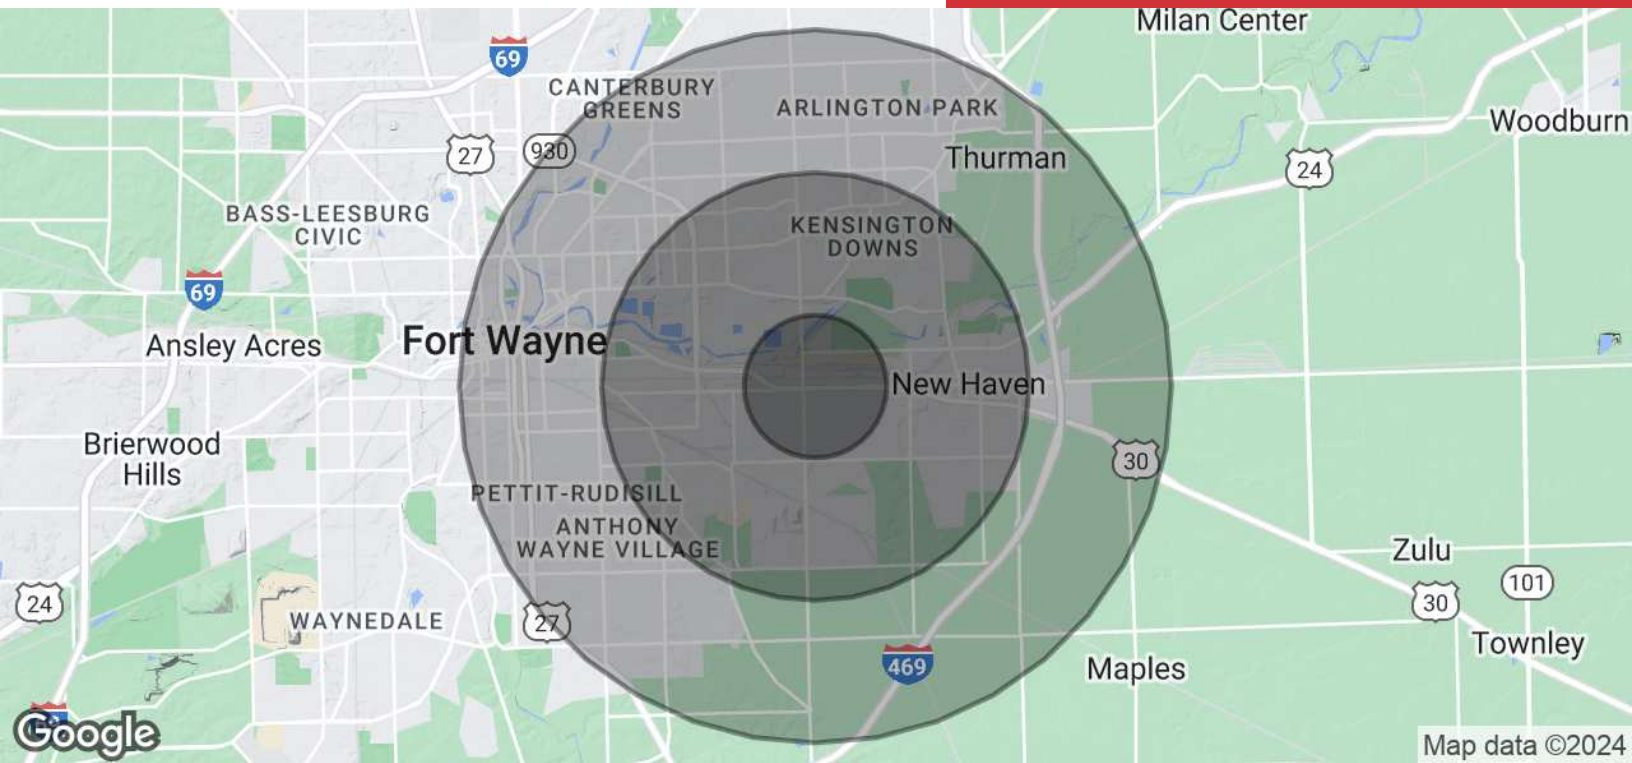 Milan Center
69
CANTERBURY
GREENS
ARLINGTON PARK
Woodburn
27
930
Thurman
24
BASS-LEESBURG
CIVIC
KENSINGTON
DOWNS
69
Ansley Acres
Fort Wayne
New Haven
Brierwood
Hills
30
PETTIT-RUDISILL
ANTHONY
WAYNE VILLAGE
Zulu
24
101
30
WAYNEDALE
27
Townley
469
Maples
Google
Map data ©2024